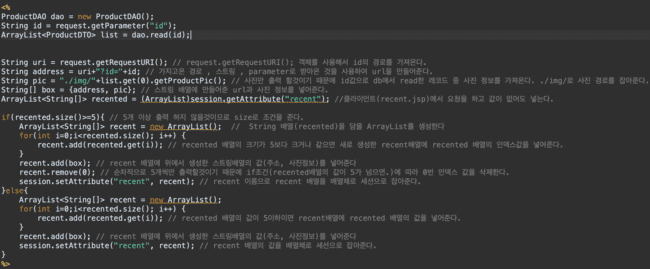 <%
ProductDAO dao = new ProductDAO();
String id = request.getParameter("id");
ArrayList<ProductDTO> list = dao.read(id);
String uri = request.getRequestURI(); // request.getRequestURI(); 객체를 사용해서 id의 경로를 가져온다.
String address = uri+"?id="+id; // 가지고온 경로 , 스트링 , parameter로 받아온 것을 사용하여 url을 만들어준다.
String pic = "./img/"+list.get(0).getProductPic(); // 사진만 출력 할것이기 때문에 id값으로 db에서 read한 레코드 중 사진 정보를 가져온다. ./img/로 사진 경로를 잡아준다.
String[] box = {address, pic}; // 스트링 배열에 만들어준 url과 사진 정보를 넣어준다.
ArrayList<String[]> recented = (ArrayList)session.getAttribute("recent"); //클라이언트(recent.jsp)에서 요청을 하고 값이 없어도 넣는다.
if(recented.size()>=5){ // 5개 이상 출력 하지 않을것이므로 size로 조건을 준다.
ArrayList<String[]> recent = new ArrayList(); // String 배열(recented)을 담을 ArrayList를 생성한다
for(int i=0;i<recented.size(); i++) {
recent.add(recented.get(i)); // recented 배열의 크기가 5보다 크거나 같으면 새로 생성한 recent배열에 recented 배열의 인덱스값을 넣어준다.
}
recent.add(box); // recent 배열에 위에서 생성한 스트링배열의 값(주소, 사진정보)를 넣어준다
recent.remove(0); // 순차적으로 5개씩만 출력할것이기 때문에 if조건(recented배열의 값이 5가 넘으면.)에 따라 0번 인덱스 값을 삭제한다.
session.setAttribute("recent", recent); // recent 이름으로 recent 배열을 배열채로 세션으로 잡아준다.
}else{
ArrayList<String[]> recent = new ArrayList();
for(int i=0;i<recented.size(); i++) {
recent.add(recented.get(i)); // recented 배열의 값이 5이하이면 recent배열에 recented 배열의 값을 넣어준다.
}
recent.add(box); // recent 배열에 위에서 생성한 스트링배열의 값(주소, 사진정보)를 넣어준다
session.setAttribute("recent", recent); // recent 배열의 값을 배열채로 세션으로 잡아준다.
}
%>